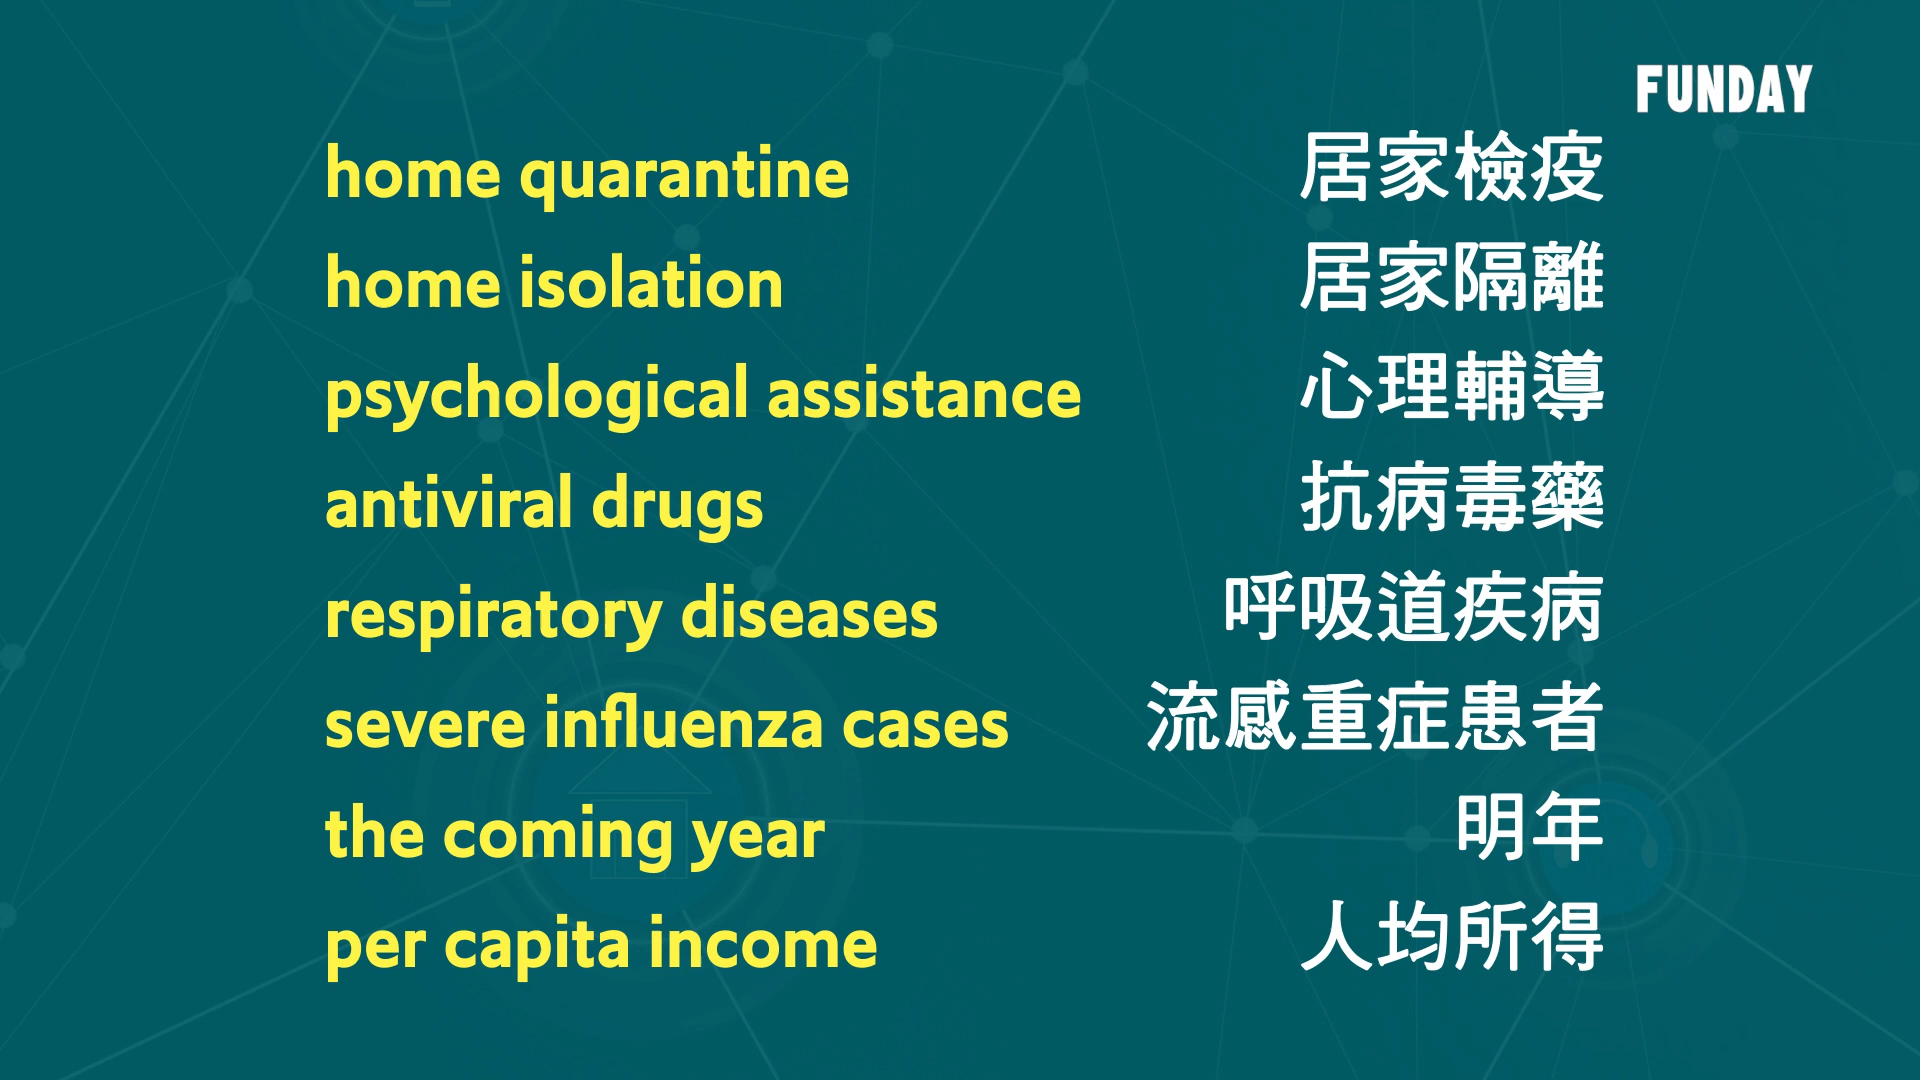 FUNDAY
home quarantine 居家檢疫
home isolation 居家隔離
psychological assistance 心理輔導
antiviral drugs 抗病毒藥
respiratory diseases 呼吸道疾病
severe influenza cases 流感重症患者
the coming year 明年
per capita income 人均所得